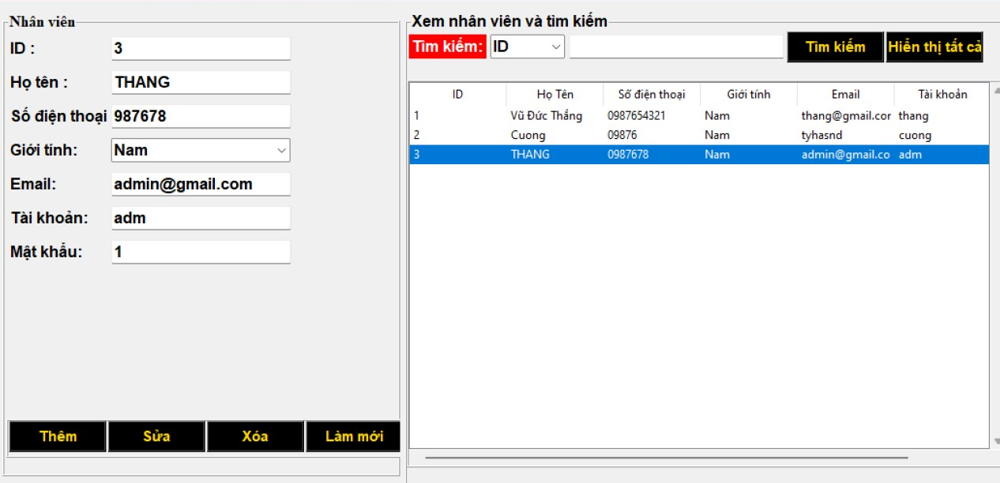 Nhân viên
ID : 3
Họ tên : THANG
Số điện thoại 987678
Giới tính: Nam
Email: admin@gmail.com
Tài khoản: adm
Mật khẩu: 1
Thêm Sửa Xóa Làm mới
Xem nhân viên và tìm kiếm
Tìm kiếm: ID Tìm kiếm Hiển thị tất cả
ID Họ Tên Số điện thoại Giới tính Email Tài khoản
1 Vũ Đức Thắng 0987654321 Nam thang@gmail.cor thang
2 Cuong 09876 Nam tyhasnd cuong
3 THANG 0987678 Nam admin@gmail.co adm